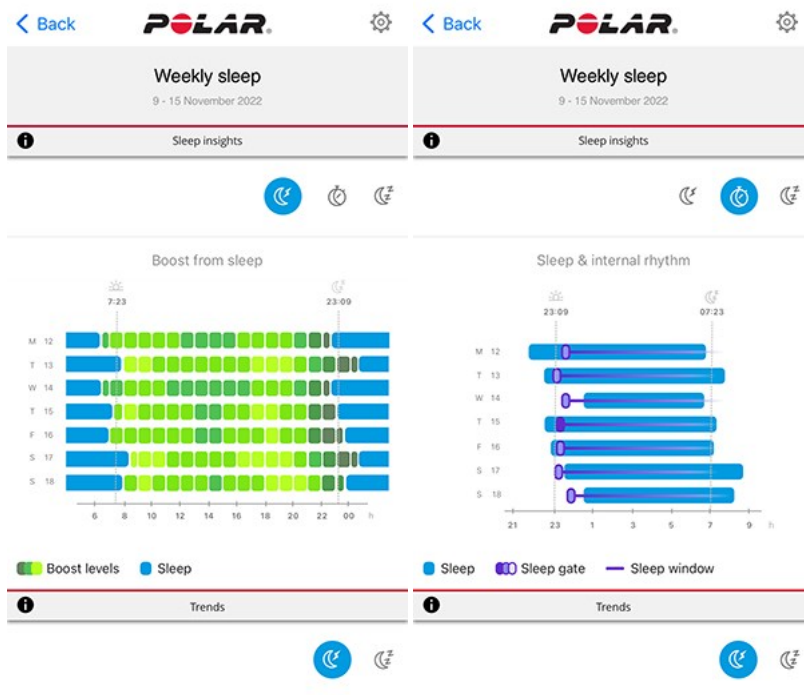 Back
POLAR.
Weekly sleep
9 - 15 November 2022
Sleep insights
Boost from sleep
7:23 23:09
M 12
T 13
W 14
T 15
F 16
S 17
S 18
6 8 10 12 14 16 18 20 22 00 h
Boost levels Sleep
Trends
Back
POLAR.
Weekly sleep
9 - 15 November 2022
Sleep insights
Sleep & internal rhythm
23:09 07:23
M 12
T 13
W 14
T 15
F 16
S 17
S 18
21 23 1 3 5 7 9 h
Sleep Sleep gate Sleep window
Trends